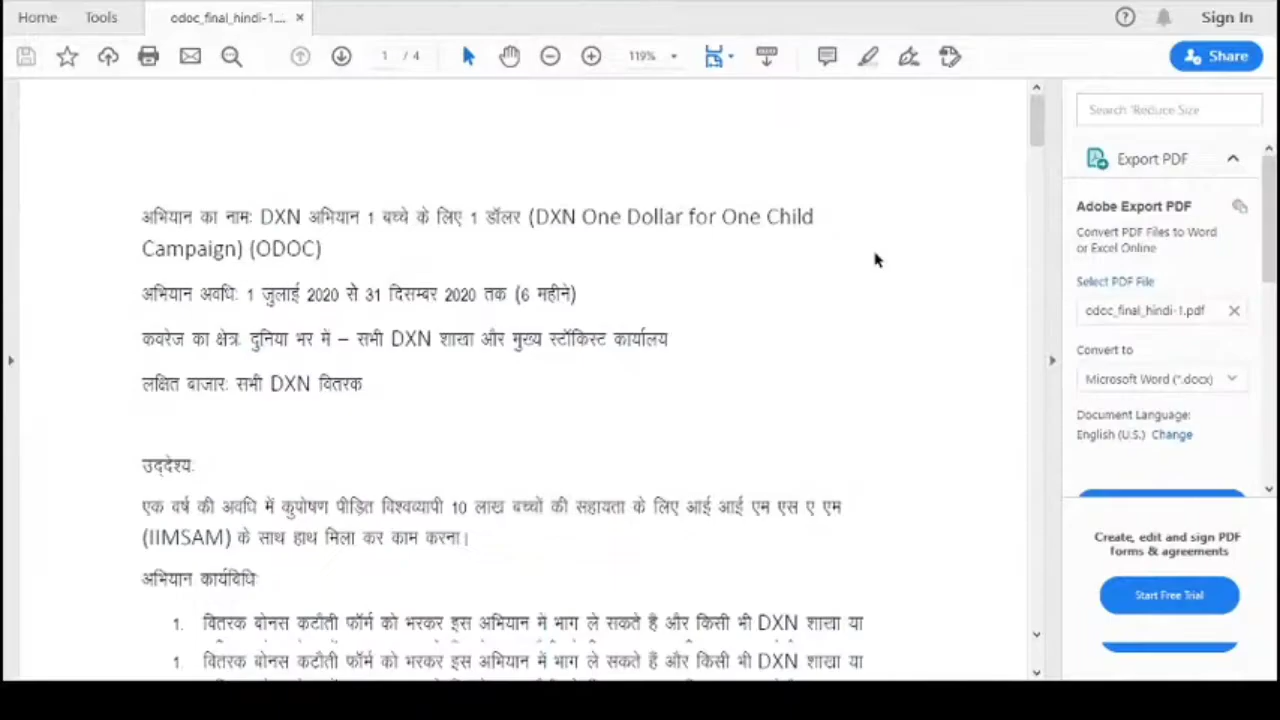 Home Tools odoc_final_hindi-1... × Sign In
1 / 4 119% Share
Search 'Reduce Size
Export PDF
Adobe Export PDF
Convert PDF Files to Word
or Excel Online
Select PDF File
odoc_final_hindi-1.pdf
Convert to
Microsoft Word (*.docx)
Document Language:
English (U.S.) Change
Create, edit and sign PDF
forms & agreements
Start Free Trial
अभियान का नाम: DXN अभियान 1 बच्चे के लिए 1 डॉलर (DXN One Dollar for One Child
Campaign) (ODOC)
अभियान अवधि: 1 जुलाई 2020 से 31 दिसम्बर 2020 तक (6 महीने)
कवरेज का क्षेत्र: दुनिया भर में – सभी DXN शाखा और मुख्य स्टॉकिस्ट कार्यालय
लक्षित बाजार: सभी DXN वितरक
उद्देश्य:
एक वर्ष की अवधि में कुपोषण पीड़ित विश्वव्यापी 10 लाख बच्चों की सहायता के लिए आई आई एम एस ए एम
(IIMSAM) के साथ हाथ मिला कर काम करना।
अभियान कार्यविधि:
1. वितरक बोनस कटौती फॉर्म को भरकर इस अभियान में भाग ले सकते है और किसी भी DXN शाखा या
1. वितरक बोनस कटौती फॉर्म को भरकर इस अभियान में भाग ले सकते है और किसी भी DXN शाखा या